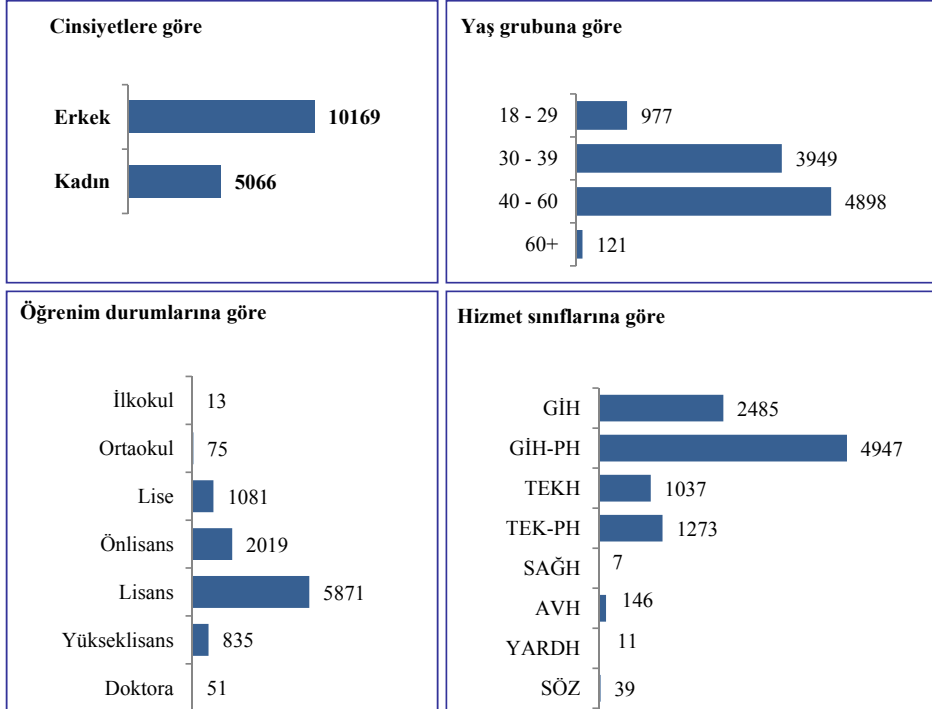 Cinsiyetlere göre
Erkek 10169
Kadın 5066
Yaş grubuna göre
18 - 29 977
30 - 39 3949
40 - 60 4898
60+ 121
Öğrenim durumlarına göre
İlkokul 13
Ortaokul 75
Lise 1081
Önlisans 2019
Lisans 5871
Yükseklisans 835
Doktora 51
Hizmet sınıflarına göre
GİH 2485
GİH-PH 4947
TEKH 1037
TEK-PH 1273
SAĞH 7
AVH 146
YARDH 11
SÖZ 39